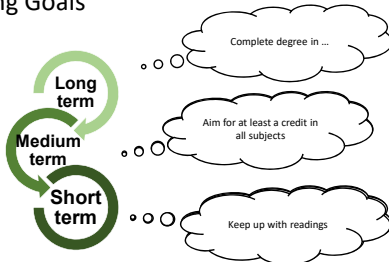 ng Goals
Complete degree in ...
Long
term
Aim for at least a credit in
all subjects
Medium
term
Short
term
Keep up with readings